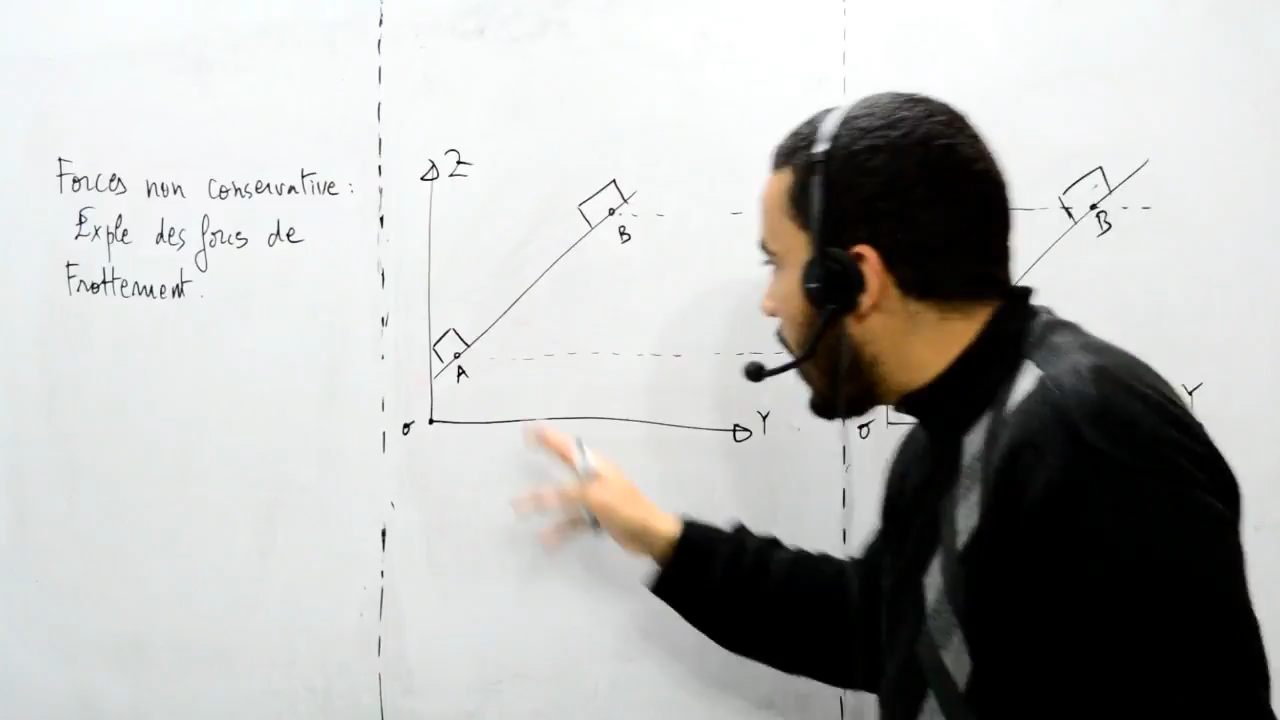 Forces non conservative :
Exple des forcs de
Frottement.
Z
B
A
O
Y
B
O
Y